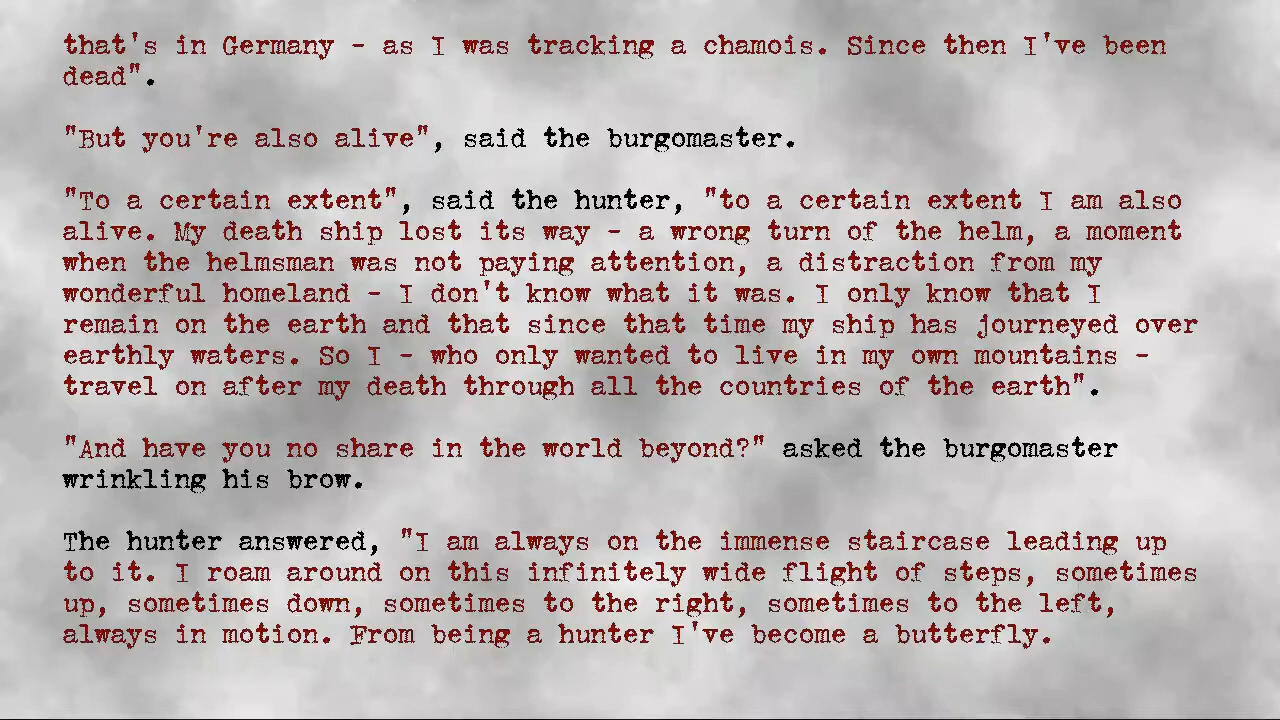 that's in Germany - as I was tracking a chamois. Since then I've been
dead".
"But you're also alive", said the burgomaster.
"To a certain extent", said the hunter, "to a certain extent I am also
alive. My death ship lost its way - a wrong turn of the helm, a moment
when the helmsman was not paying attention, a distraction from my
wonderful homeland - I don't know what it was. I only know that I
remain on the earth and that since that time my ship has journeyed over
earthly waters. So I - who only wanted to live in my own mountains -
travel on after my death through all the countries of the earth".
"And have you no share in the world beyond?" asked the burgomaster
wrinkling his brow.
The hunter answered, "I am always on the immense staircase leading up
to it. I roam around on this infinitely wide flight of steps, sometimes
up, sometimes down, sometimes to the right, sometimes to the left,
always in motion. From being a hunter I've become a butterfly.